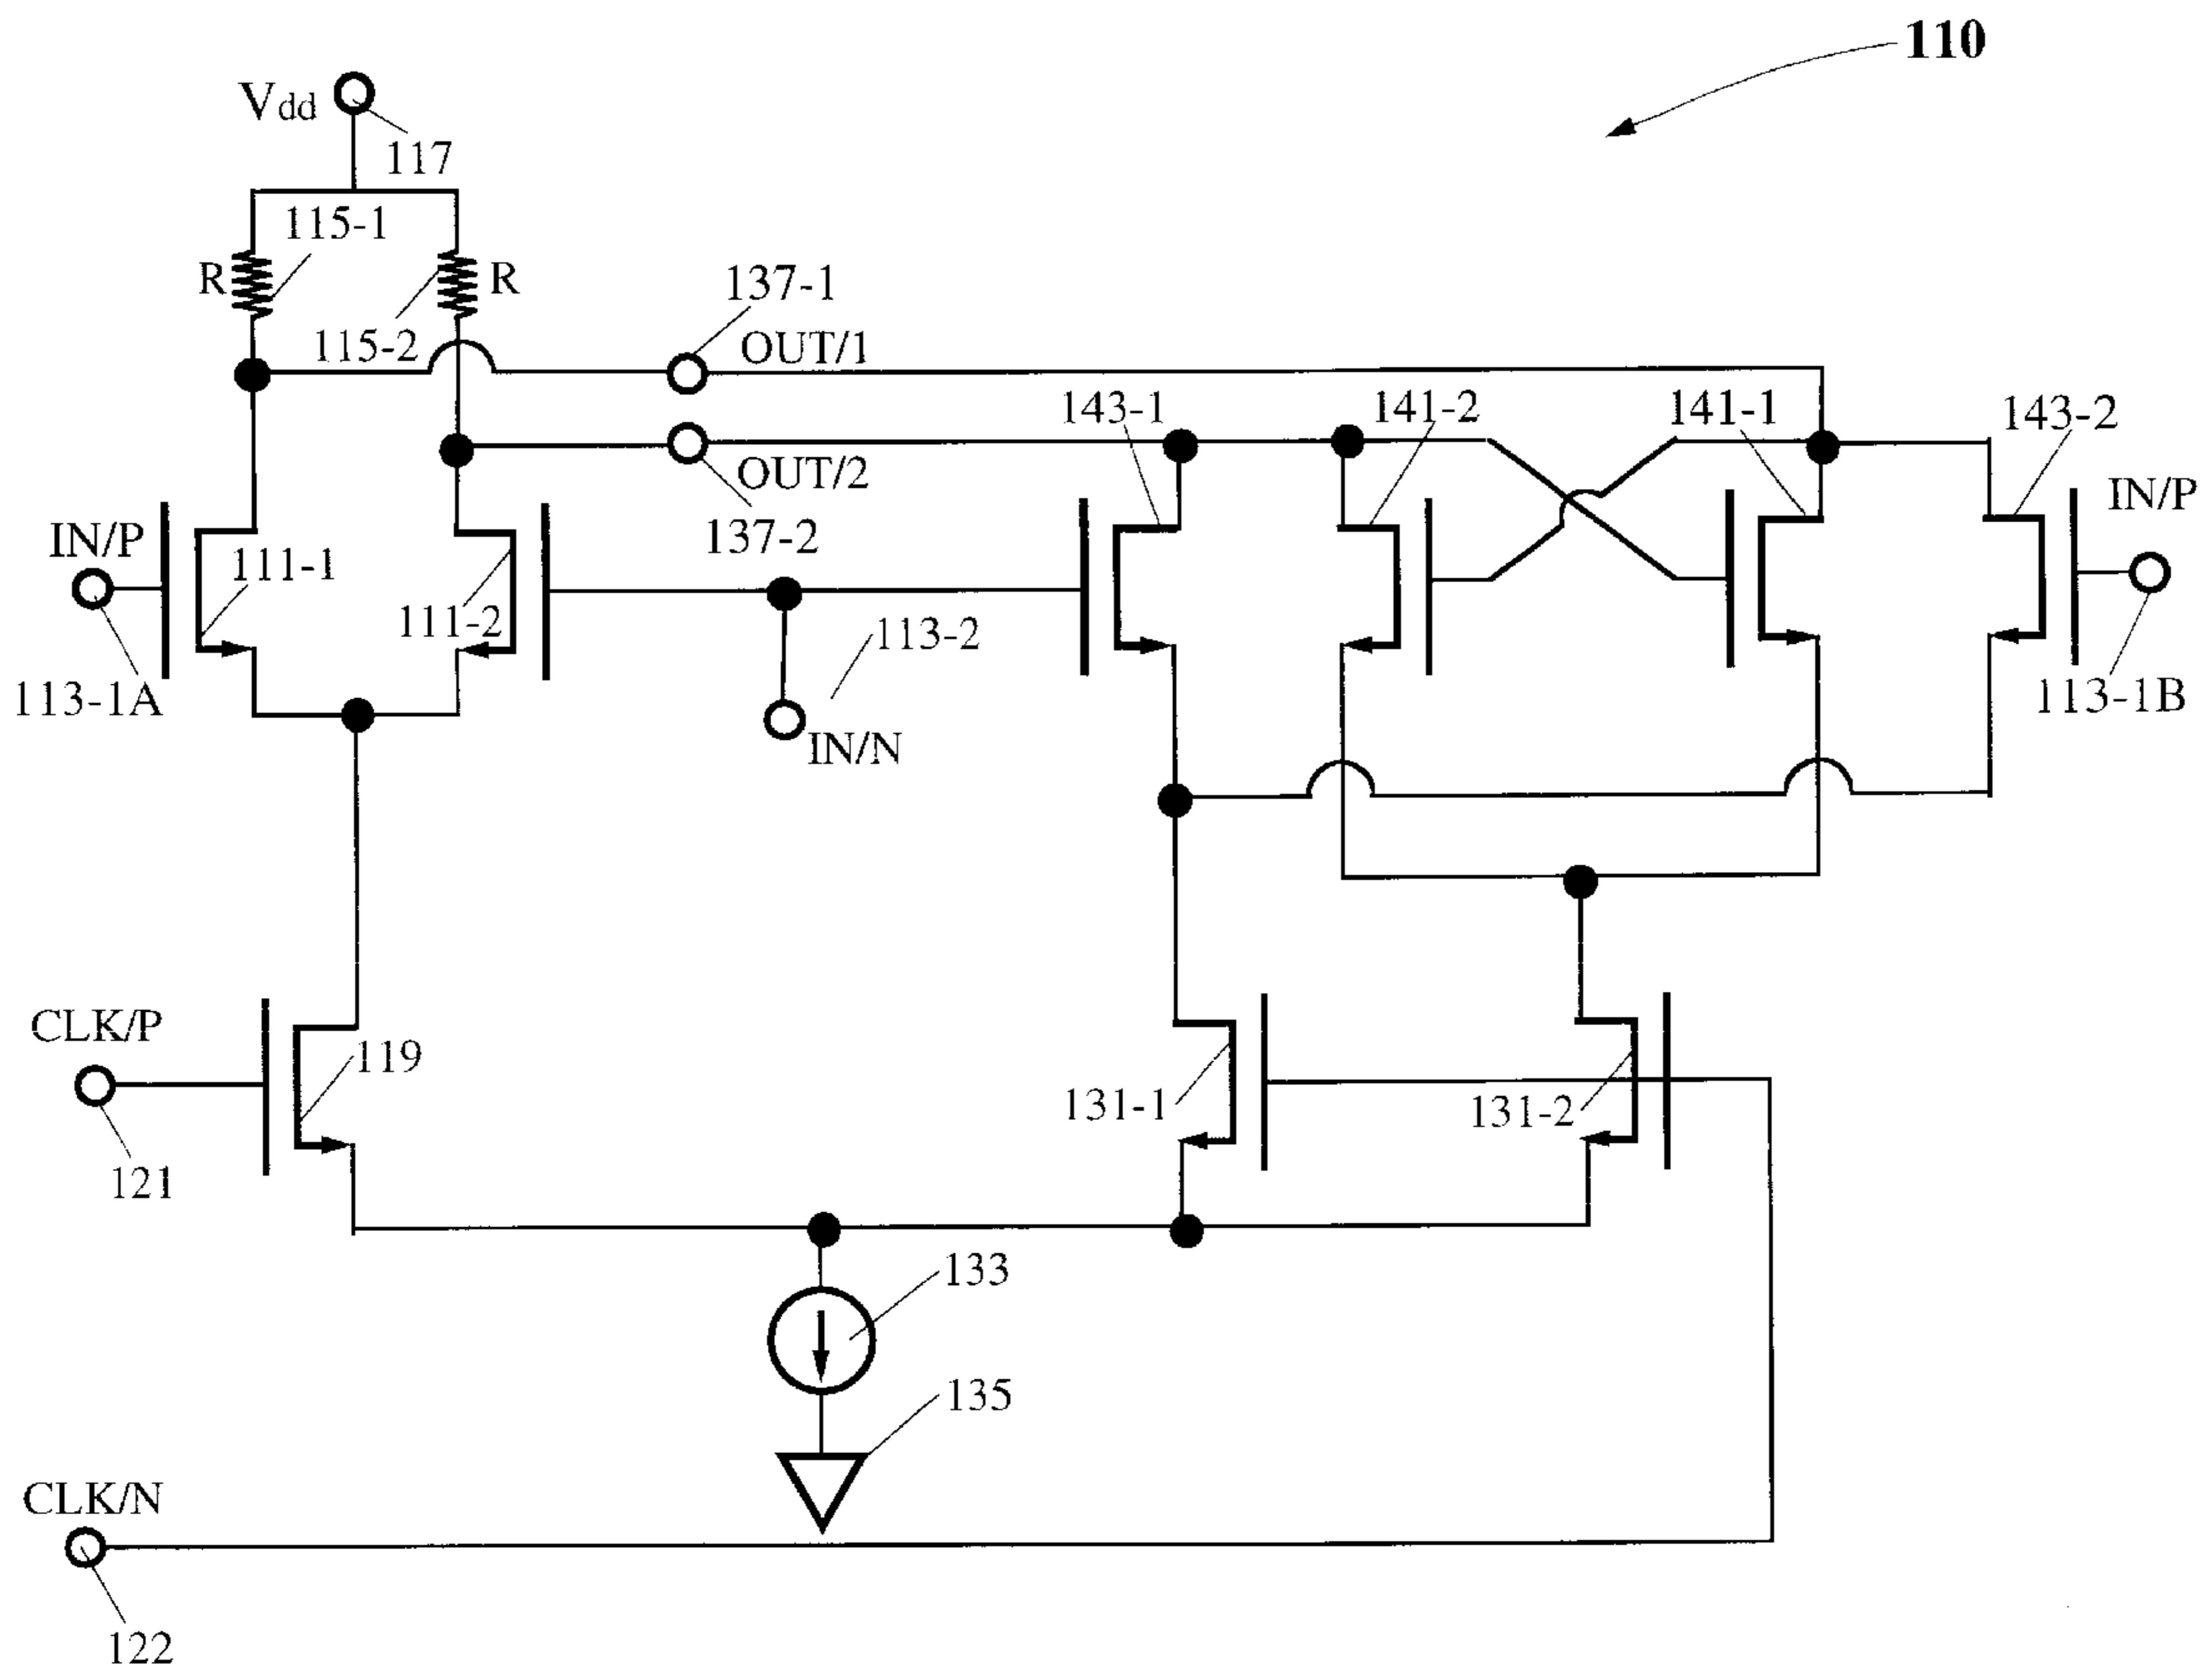 110
Vdd
117
115-1
R
R
115-2
137-1
OUT/1
143-1
141-2
141-1
143-2
OUT/2
137-2
IN/P
111-1
111-2
IN/P
113-1A
113-2
IN/N
113-1B
CLK/P
119
121
131-1
131-2
133
135
CLK/N
122